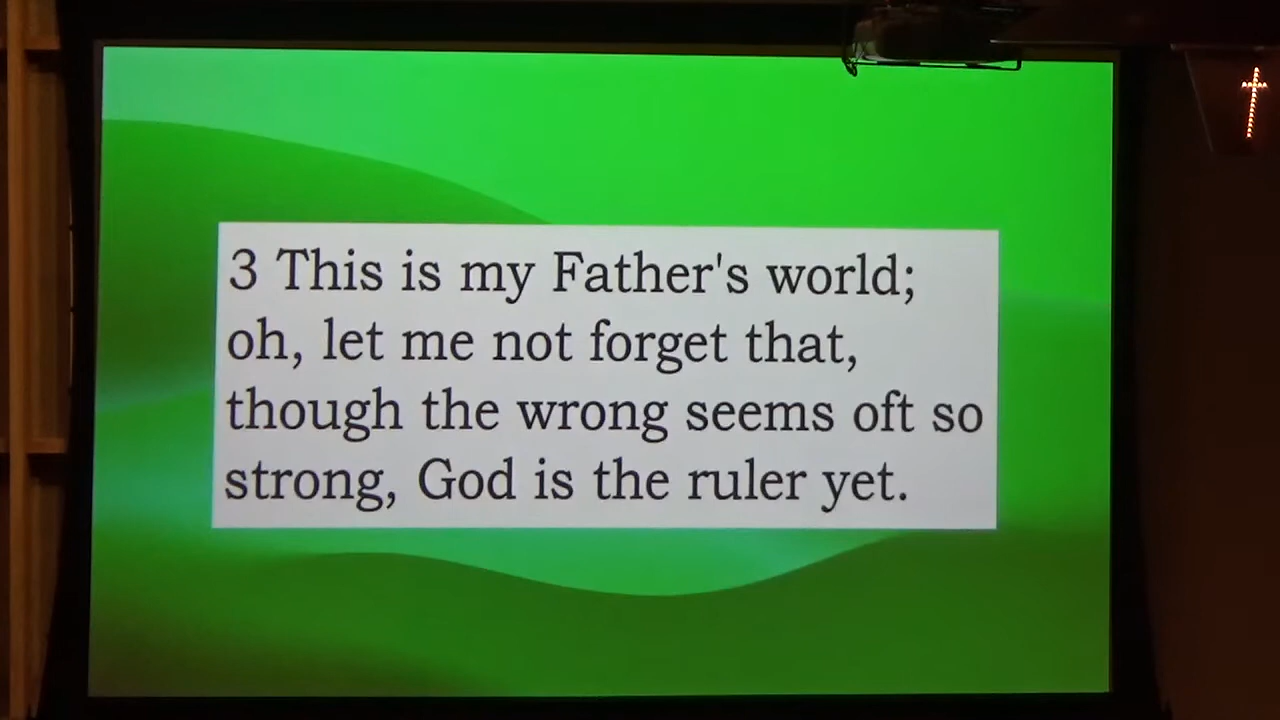 3 This is my Father's world;
oh, let me not forget that,
though the wrong seems oft so
strong, God is the ruler yet.